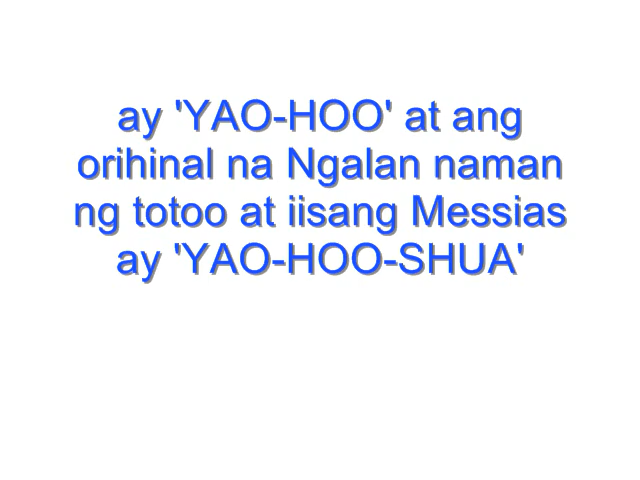 ay 'YAO-HOO' at ang
orihinal na Ngalan naman
ng totoo at iisang Messias
ay 'YAO-HOO-SHUA'